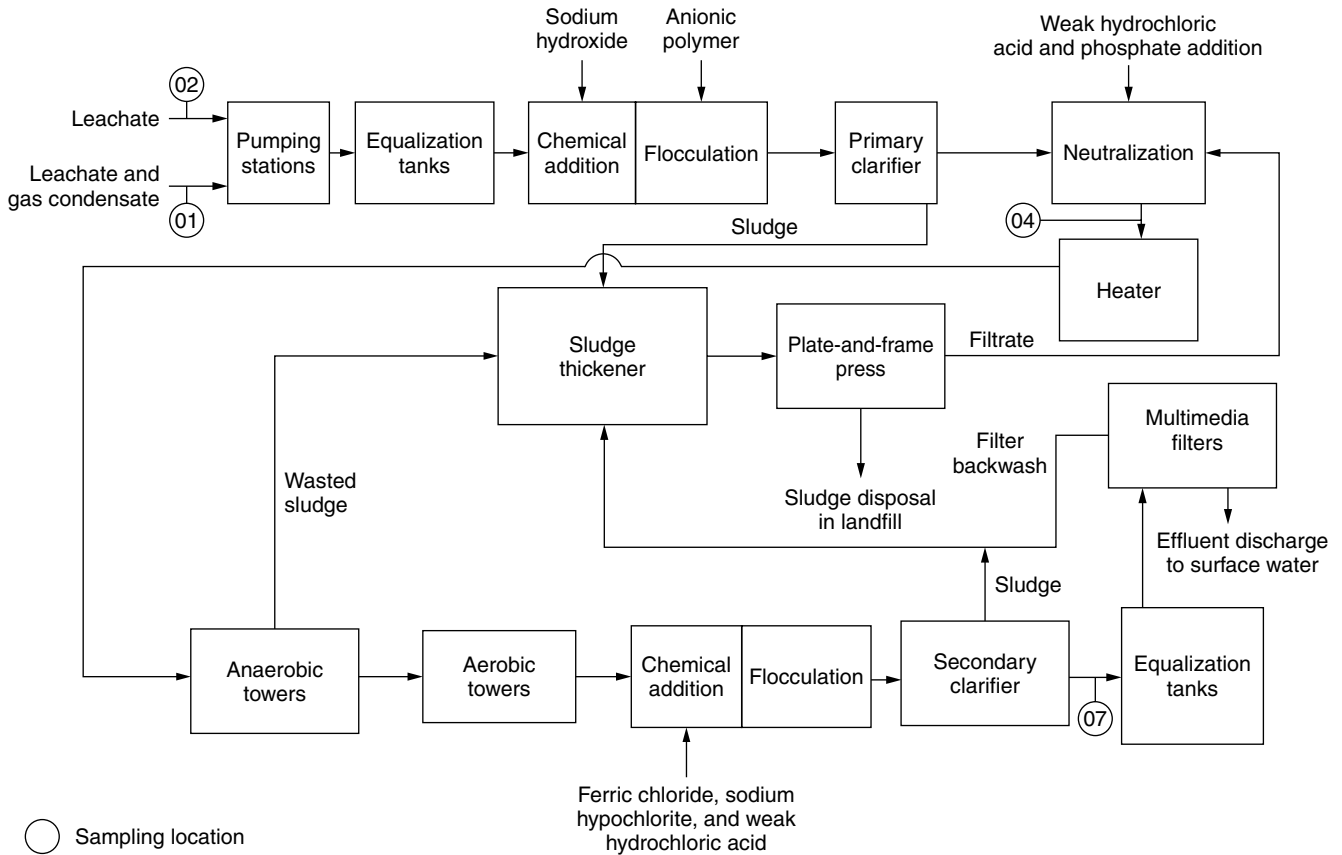 Sodium
hydroxide
Anionic
polymer
Weak hydrochloric
acid and phosphate addition
02
Leachate
Leachate and
gas condensate
01
Pumping
stations
Equalization
tanks
Chemical
addition
Flocculation
Primary
clarifier
Neutralization
Sludge
04
Heater
Sludge
thickener
Plate-and-frame
press
Filtrate
Multimedia
filters
Filter
backwash
Wasted
sludge
Sludge disposal
in landfill
Effluent discharge
to surface water
Sludge
Anaerobic
towers
Aerobic
towers
Chemical
addition
Flocculation
Secondary
clarifier
07
Equalization
tanks
Ferric chloride, sodium
hypochlorite, and weak
hydrochloric acid
Sampling location